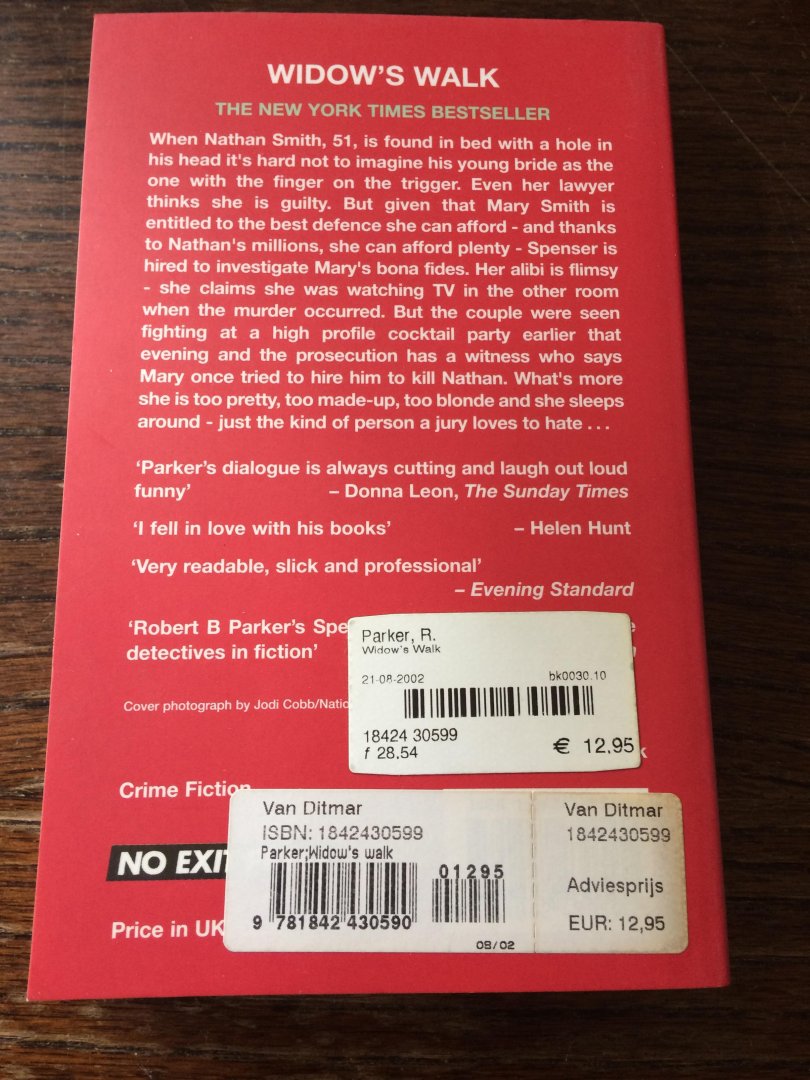 WIDOW'S WALK
THE NEW YORK TIMES BESTSELLER
When Nathan Smith, 51, is found in bed with a hole in
his head it's hard not to imagine his young bride as the
one with the finger on the trigger. Even her lawyer
thinks she is guilty. But given that Mary Smith is
entitled to the best defence she can afford - and thanks
to Nathan's millions, she can afford plenty - Spenser is
hired to investigate Mary's bona fides. Her alibi is flimsy
- she claims she was watching TV in the other room
when the murder occurred. But the couple were seen
fighting at a high profile cocktail party earlier that
evening and the prosecution has a witness who says
Mary once tried to hire him to kill Nathan. What's more
she is too pretty, too made-up, too blonde and she sleeps
around - just the kind of person a jury loves to hate ...
'Parker's dialogue is always cutting and laugh out loud
funny' – Donna Leon, The Sunday Times
'I fell in love with his books' – Helen Hunt
'Very readable, slick and professional'
– Evening Standard
'Robert B Parker's Spe
detectives in fiction'
Cover photograph by Jodi Cobb/Natio
Parker, R.
Widow's Walk
21-08-2002 bk0030.10
18424 30599
f 28,54 € 12,95
Crime Fiction
Van Ditmar
ISBN: 1842430599
Parker;Widow's walk
01295
9 781842 430590
08/02
Van Ditmar
1842430599
Adviesprijs
EUR: 12,95
NO EXIT
Price in UK